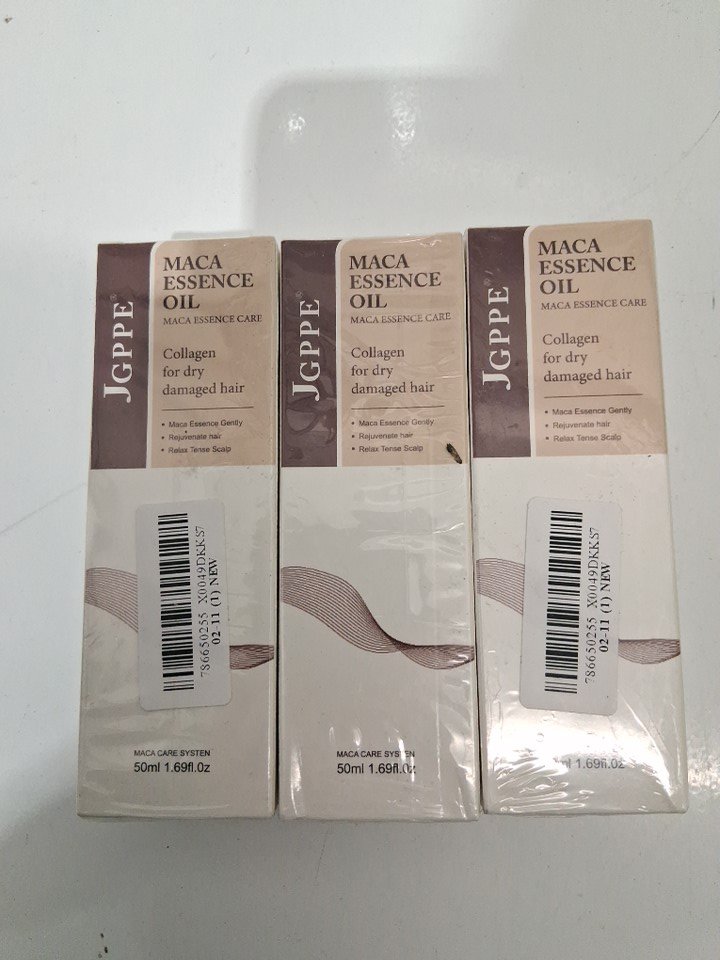 JGPPE®
MACA
ESSENCE
OIL
MACA ESSENCE CARE
Collagen
for dry
damaged hair
• Maca Essence Gently
• Rejuvenate hair
• Relax Tense Scalp
786650255 X0049DKKS7
02-11 (1) NEW
MACA CARE SYSTEN
50ml 1.69fl.0z
JGPPE®
MACA
ESSENCE
OIL
MACA ESSENCE CARE
Collagen
for dry
damaged hair
• Maca Essence Gently
• Rejuvenate hair
• Relax Tense Scalp
MACA CARE SYSTEN
50ml 1.69fl.0z
JGPPE®
MACA
ESSENCE
OIL
MACA ESSENCE CARE
Collagen
for dry
damaged hair
• Maca Essence Gently
• Rejuvenate hair
• Relax Tense Scalp
786650255 X0049DKKS7
02-11 (1) NEW
1.69fl.0z